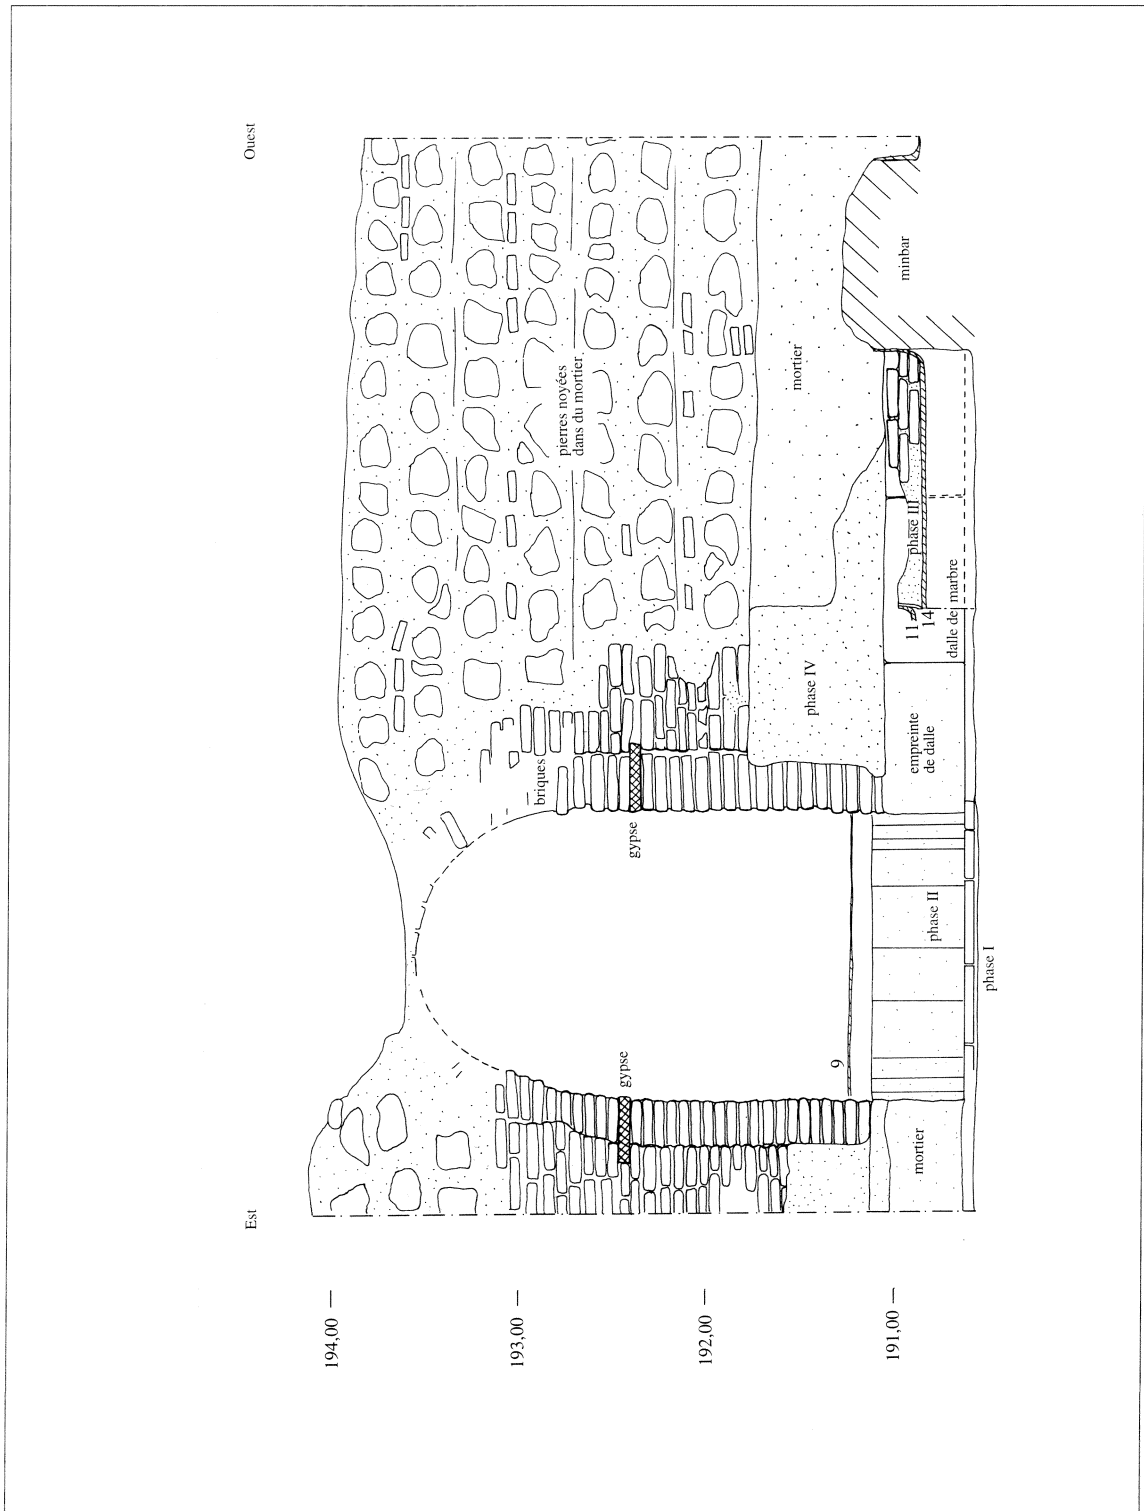 Est
Ouest
194,00
193,00
192,00
191,00
pierres noyées
dans du mortier
briques
gypse
gypse
mortier
phase IV
minbar
phase III
11
14
dalle de marbre
empreinte
de dalle
9
mortier
phase II
phase I